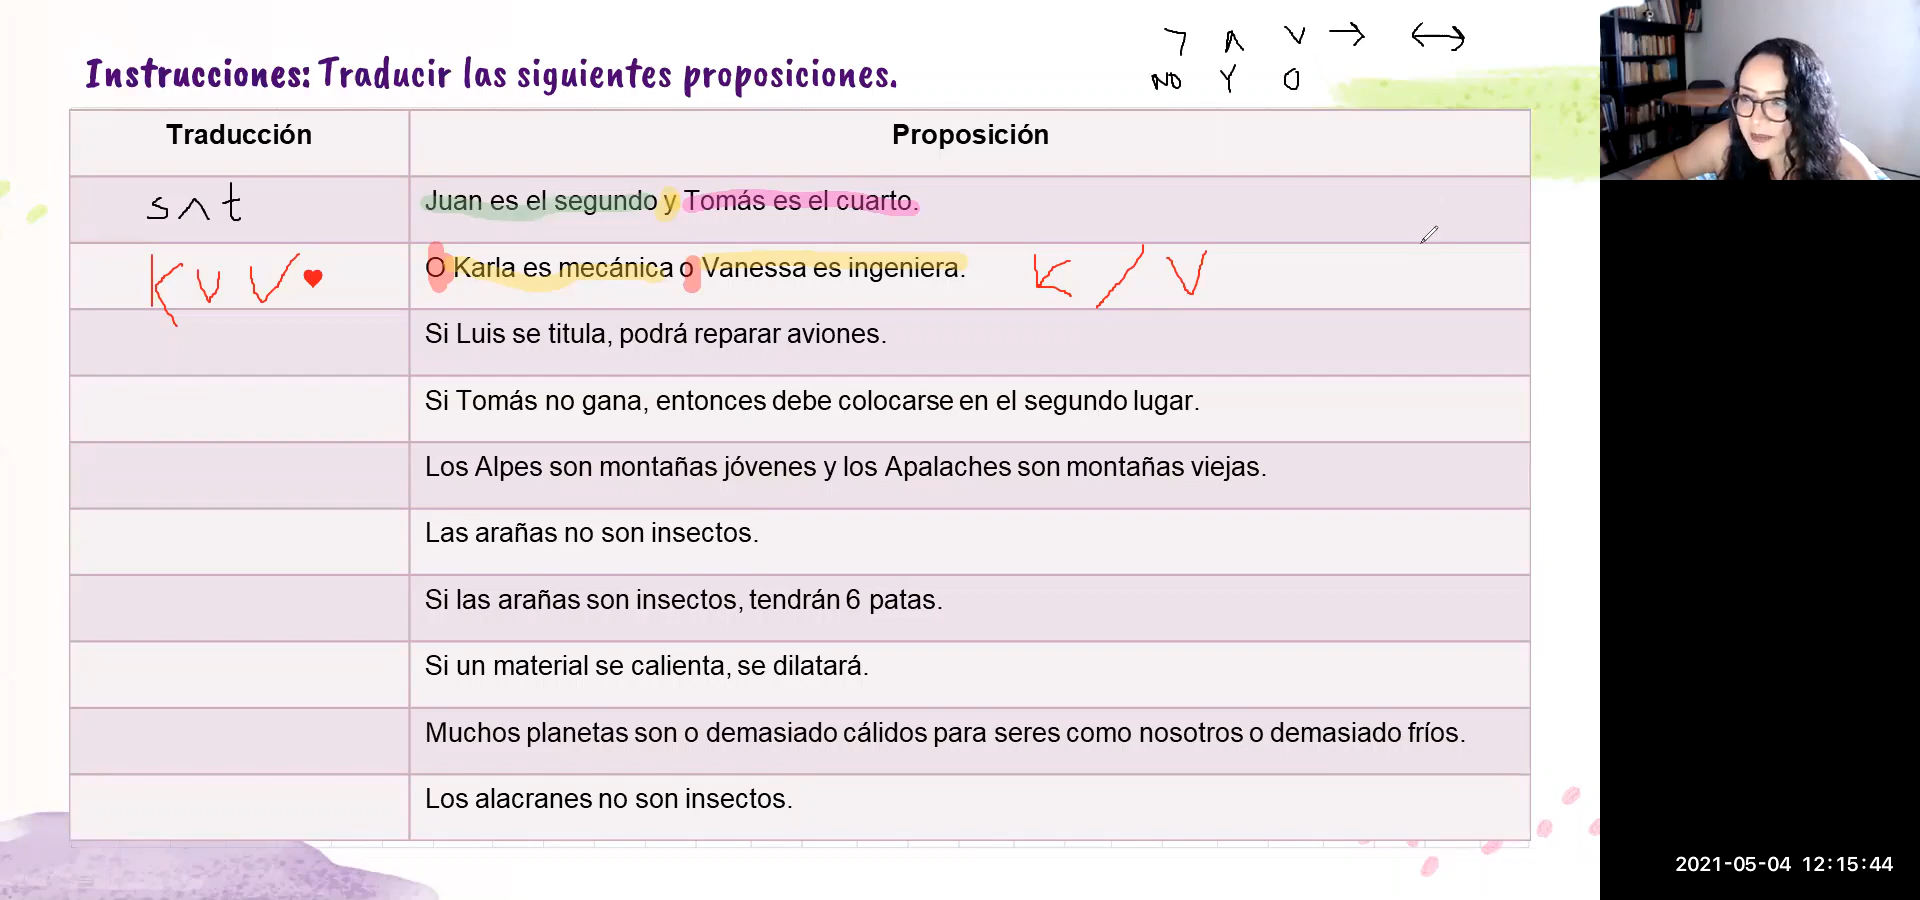 ¬ ∧ ∨ → ↔
NO Y O
Instrucciones: Traducir las siguientes proposiciones.
Traducción Proposición
s ∧ t Juan es el segundo y Tomás es el cuarto.
K ∨ V ♥ O Karla es mecánica o Vanessa es ingeniera. K / V
Si Luis se titula, podrá reparar aviones.
Si Tomás no gana, entonces debe colocarse en el segundo lugar.
Los Alpes son montañas jóvenes y los Apalaches son montañas viejas.
Las arañas no son insectos.
Si las arañas son insectos, tendrán 6 patas.
Si un material se calienta, se dilatará.
Muchos planetas son o demasiado cálidos para seres como nosotros o demasiado fríos.
Los alacranes no son insectos.
2021-05-04 12:15:44